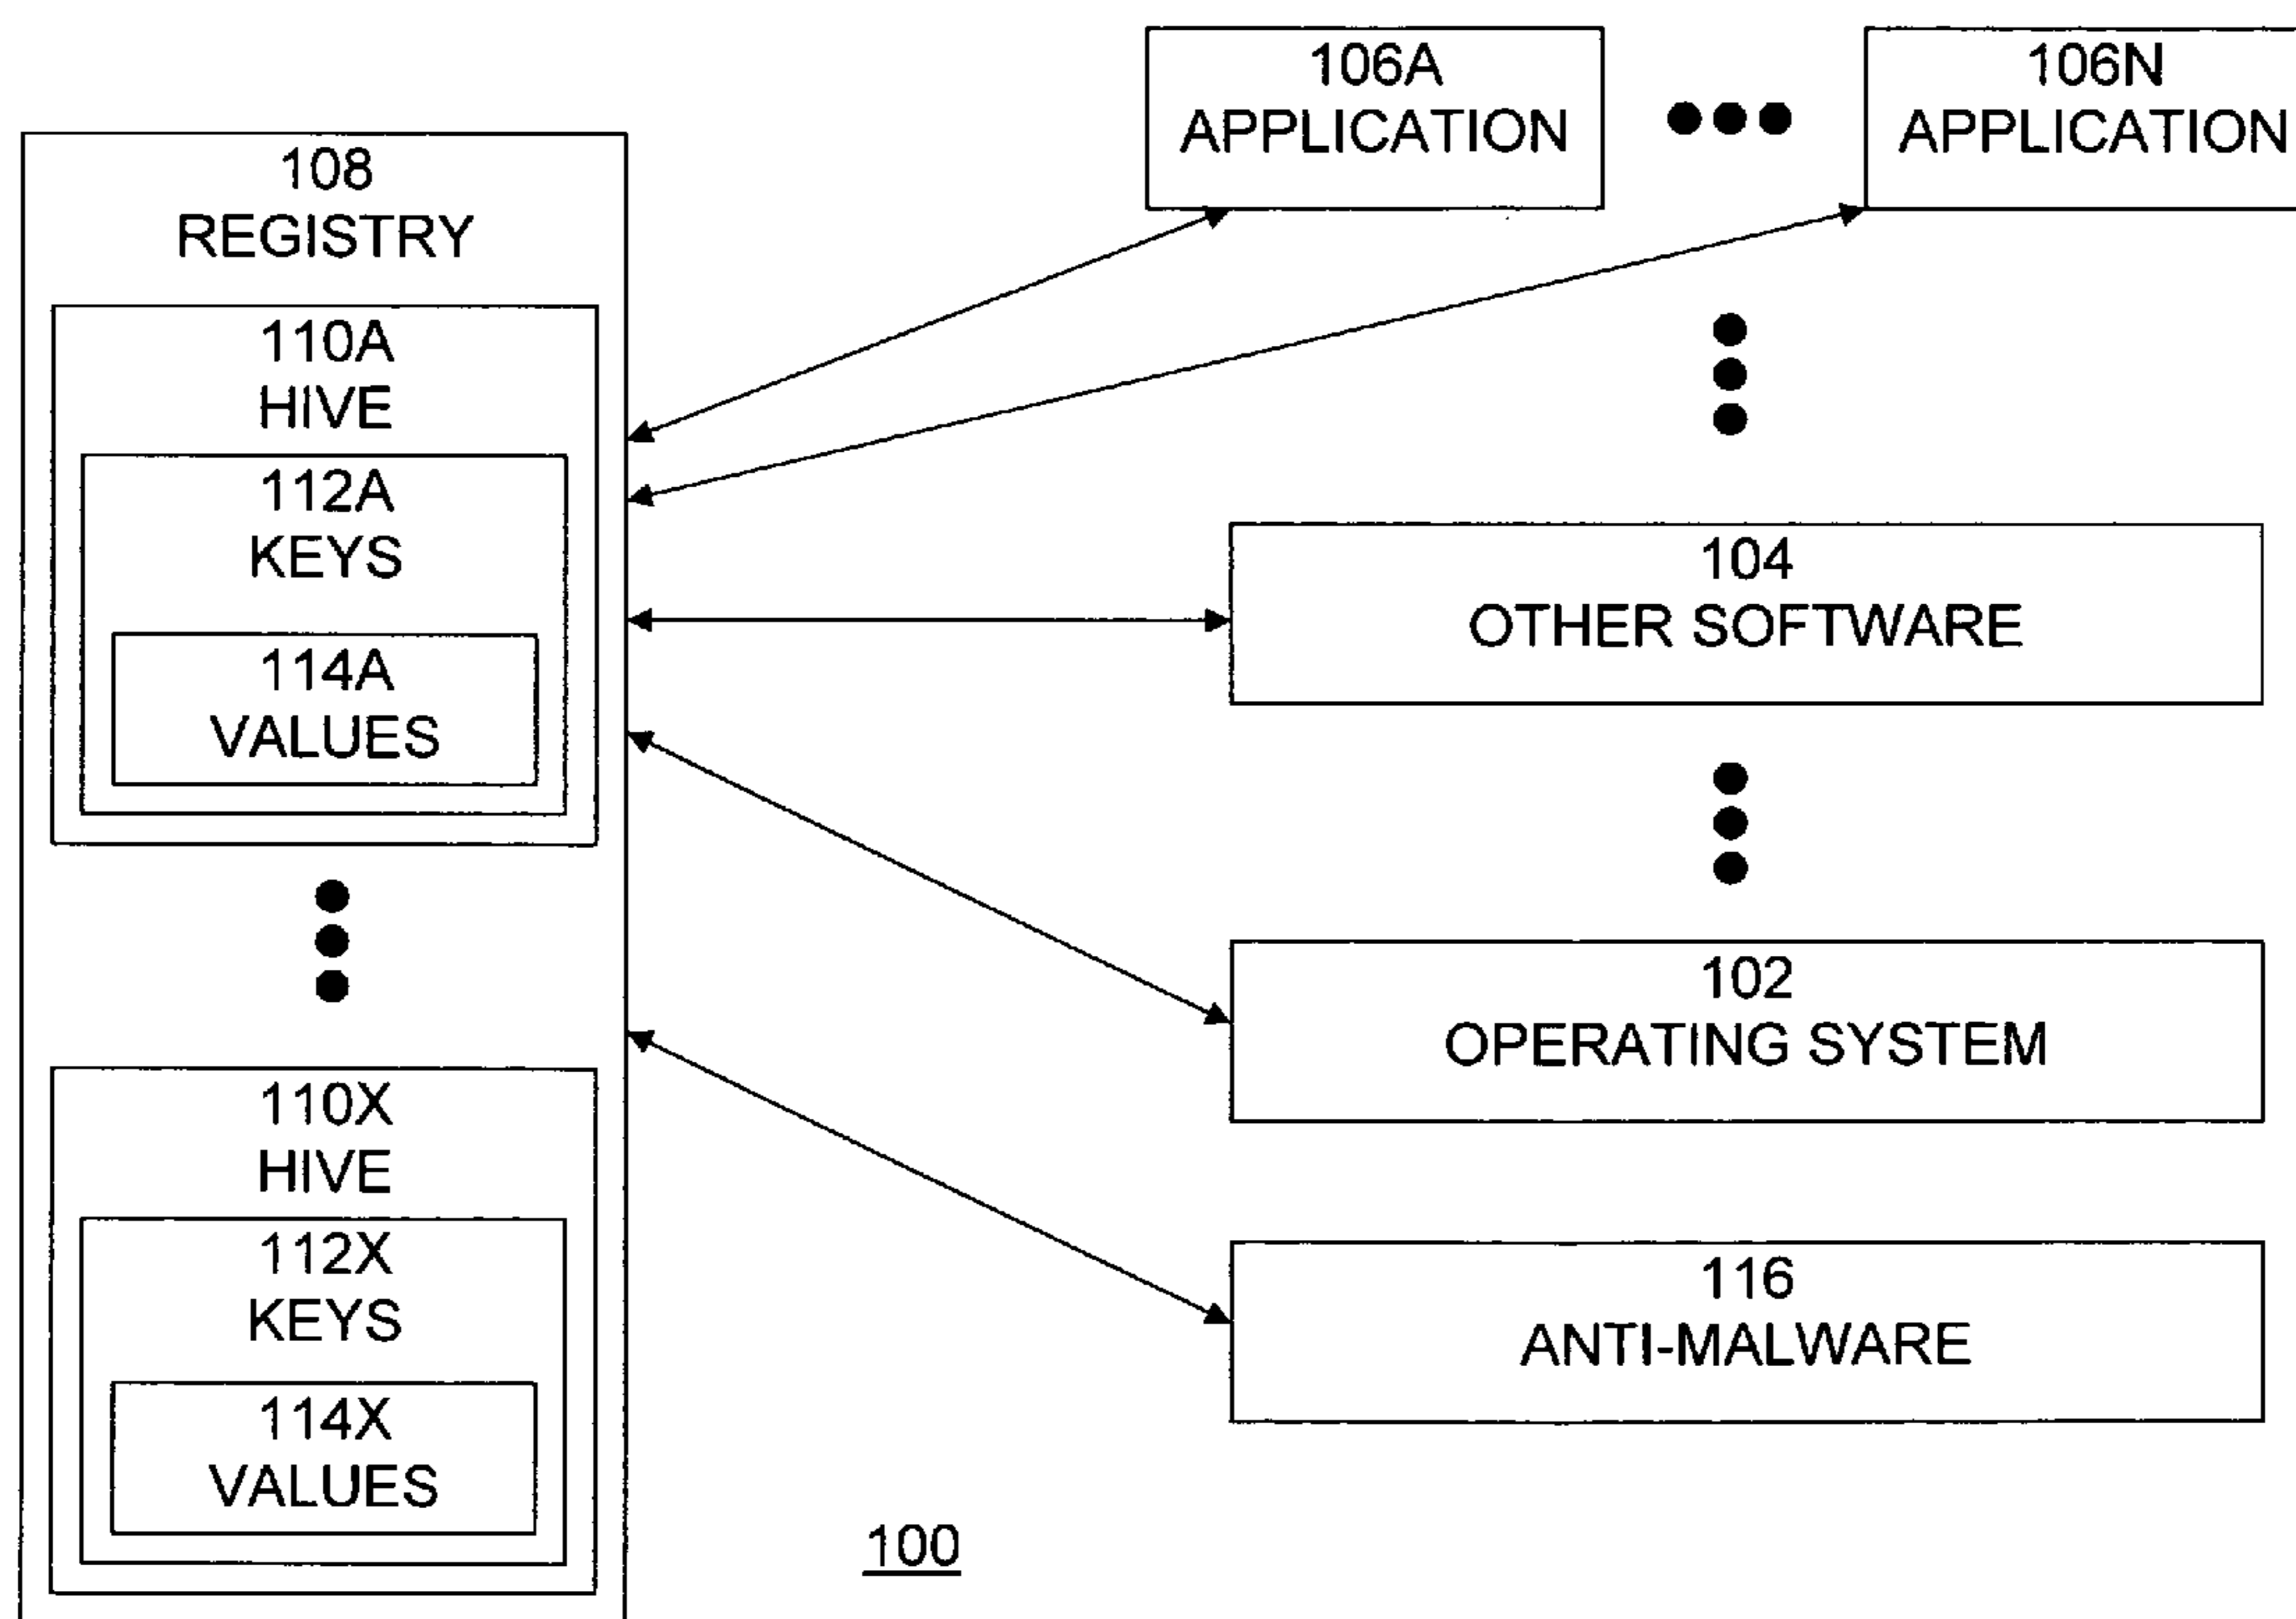 108
REGISTRY
110A
HIVE
112A
KEYS
114A
VALUES
110X
HIVE
112X
KEYS
114X
VALUES
106A
APPLICATION
106N
APPLICATION
104
OTHER SOFTWARE
102
OPERATING SYSTEM
116
ANTI-MALWARE
100